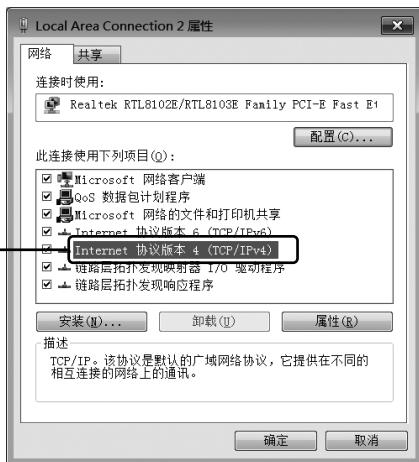 Local Area Connection 2 属性
网络
共享
连接时使用:
Realtek RTL8102E/RTL8103E Family PCI-E Fast Et
配置(C)...
此连接使用下列项目(O):
Microsoft 网络客户端
QoS 数据包计划程序
Microsoft 网络的文件和打印机共享
Internet 协议版本 6 (TCP/IPv6)
Internet 协议版本 4 (TCP/IPv4)
链路层拓扑发现映射器 I/O 驱动程序
链路层拓扑发现响应程序
安装(N)...
卸载(U)
属性(R)
描述
TCP/IP。该协议是默认的广域网络协议，它提供在不同的
相互连接的网络上的通讯。
确定
取消